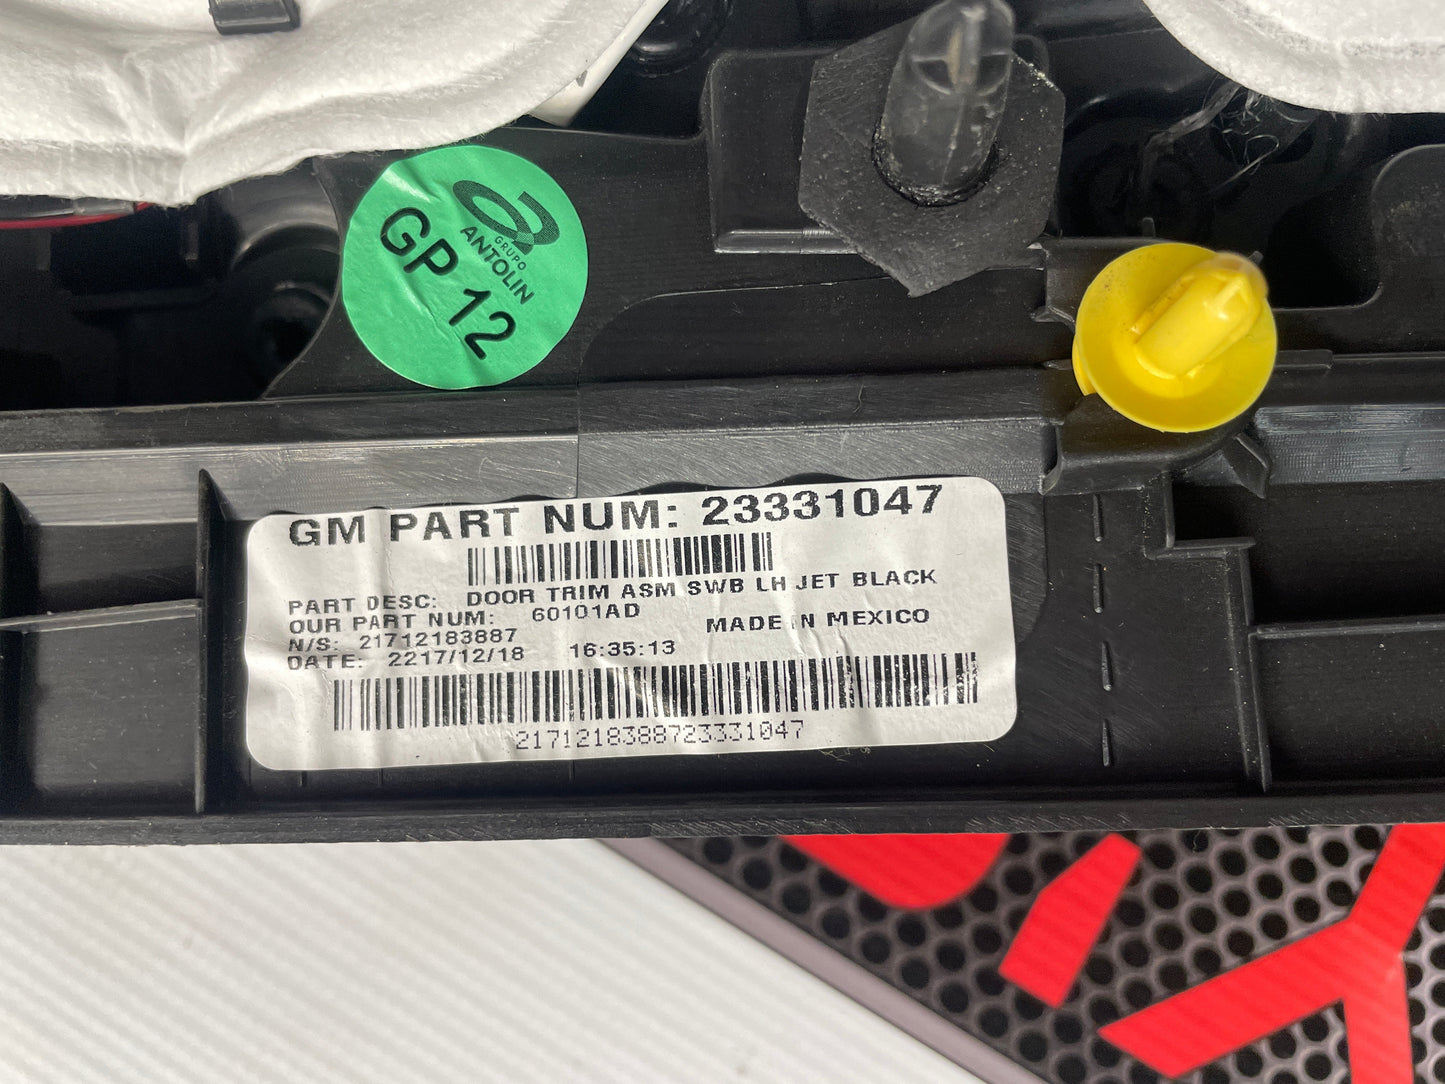 GRUPO
ANTOLIN
GP 12
GM PART NUM: 23331047
PART DESC: DOOR TRIM ASM SWB LH JET BLACK
OUR PART NUM: 60101AD
MADE IN MEXICO
N/S: 21712183887
DATE: 2217/12/18 16:35:13
2171218388723331047